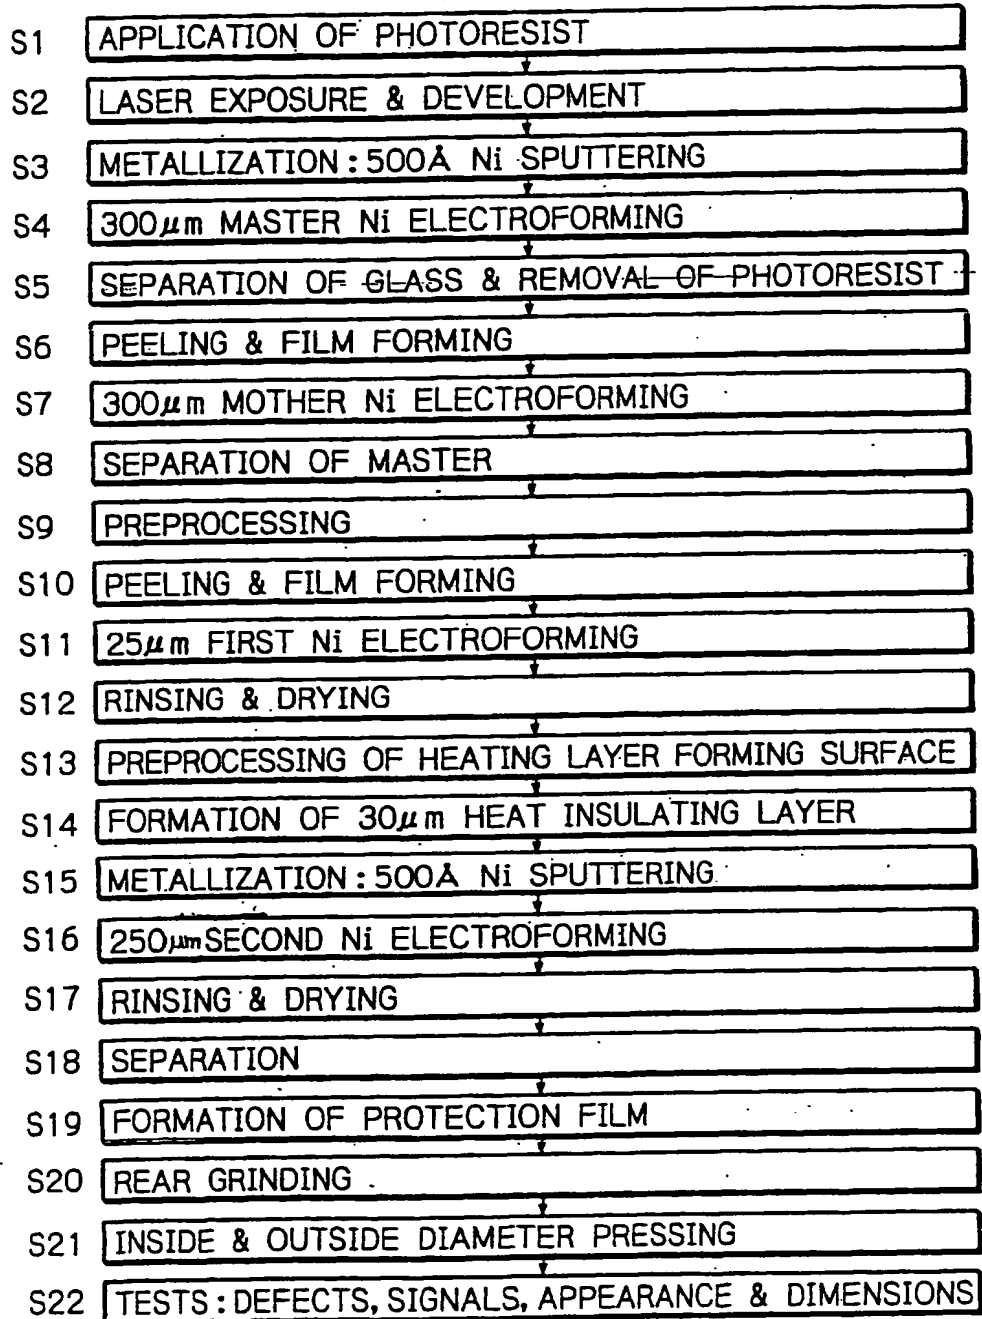 S1 APPLICATION OF PHOTORESIST
S2 LASER EXPOSURE & DEVELOPMENT
S3 METALLIZATION : 500Å Ni SPUTTERING
S4 300μm MASTER Ni ELECTROFORMING
S5 SEPARATION OF GLASS & REMOVAL OF PHOTORESIST
S6 PEELING & FILM FORMING
S7 300μm MOTHER Ni ELECTROFORMING
S8 SEPARATION OF MASTER
S9 PREPROCESSING
S10 PEELING & FILM FORMING
S11 25μm FIRST Ni ELECTROFORMING
S12 RINSING & DRYING
S13 PREPROCESSING OF HEATING LAYER FORMING SURFACE
S14 FORMATION OF 30μm HEAT INSULATING LAYER
S15 METALLIZATION : 500Å Ni SPUTTERING
S16 250μm SECOND Ni ELECTROFORMING
S17 RINSING & DRYING
S18 SEPARATION
S19 FORMATION OF PROTECTION FILM
S20 REAR GRINDING
S21 INSIDE & OUTSIDE DIAMETER PRESSING
S22 TESTS : DEFECTS, SIGNALS, APPEARANCE & DIMENSIONS